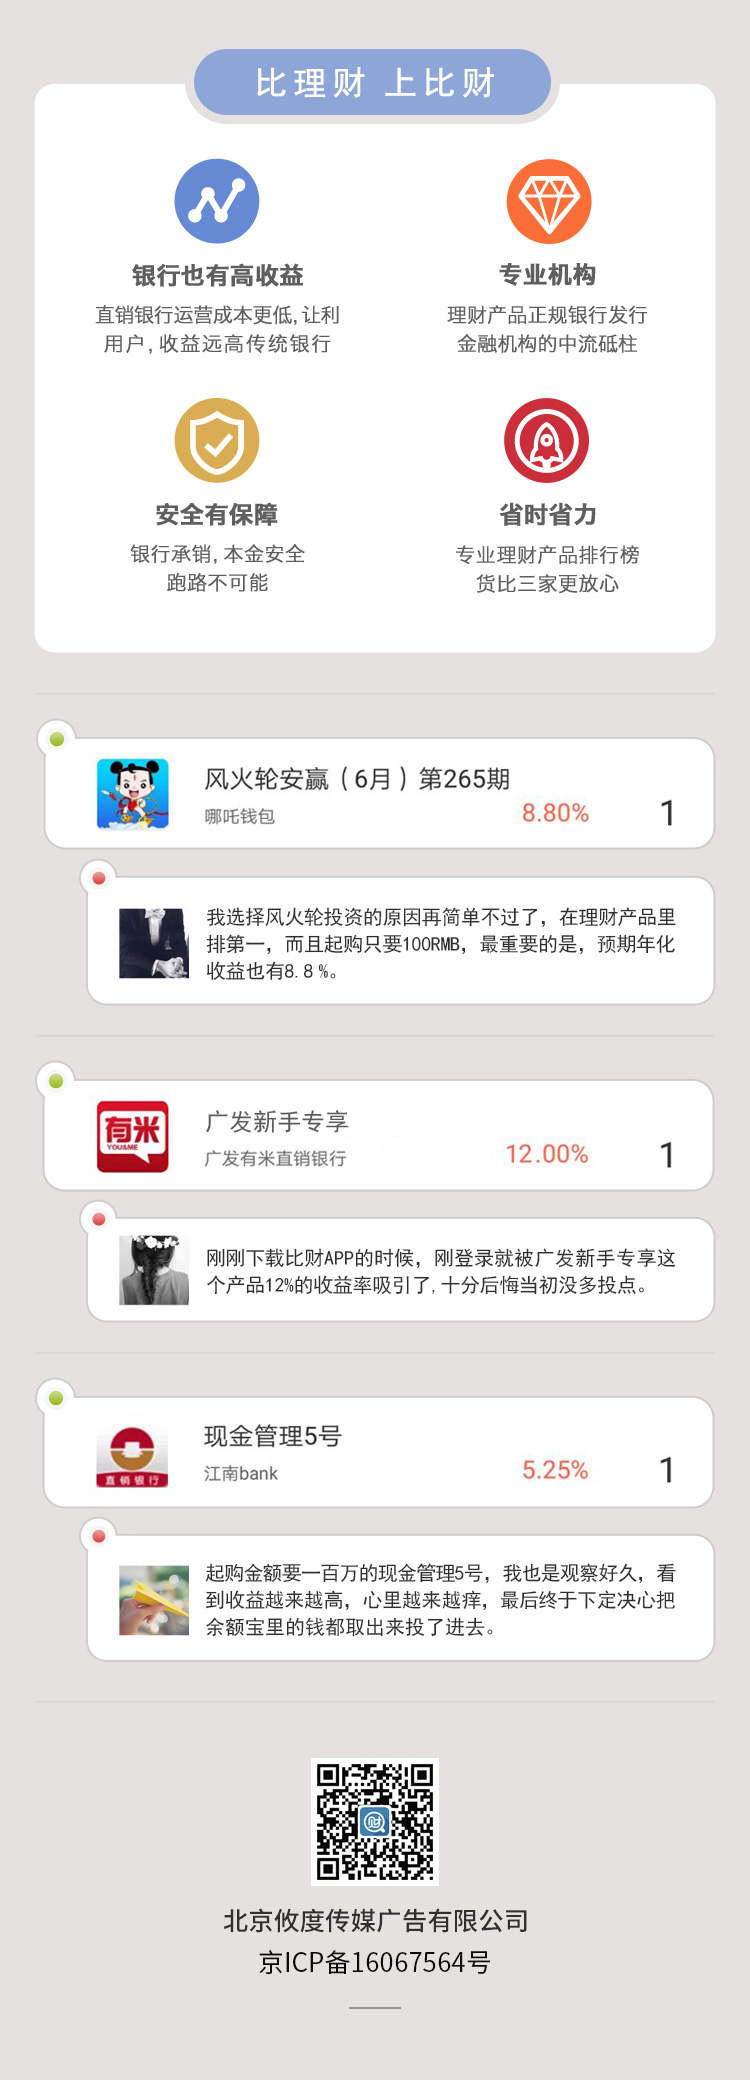 比理财 上比财
银行也有高收益
直销银行运营成本更低,让利
用户,收益远高传统银行
专业机构
理财产品正规银行发行
金融机构的中流砥柱
安全有保障
银行承销,本金安全
跑路不可能
省时省力
专业理财产品排行榜
货比三家更放心
风火轮安赢（6月）第265期
哪吒钱包
8.80%
1
我选择风火轮投资的原因再简单不过了，在理财产品里
排第一，而且起购只要100RMB，最重要的是，预期年化
收益也有8.8%。
有米
YOU&ME
广发新手专享
广发有米直销银行
12.00%
1
刚刚下载比财APP的时候，刚登录就被广发新手专享这
个产品12%的收益率吸引了,十分后悔当初没多投点。
直销银行
现金管理5号
江南bank
5.25%
1
起购金额要一百万的现金管理5号，我也是观察好久，看
到收益越来越高，心里越来越痒，最后终于下定决心把
余额宝里的钱都取出来投了进去。
财
北京攸度传媒广告有限公司
京ICP备16067564号